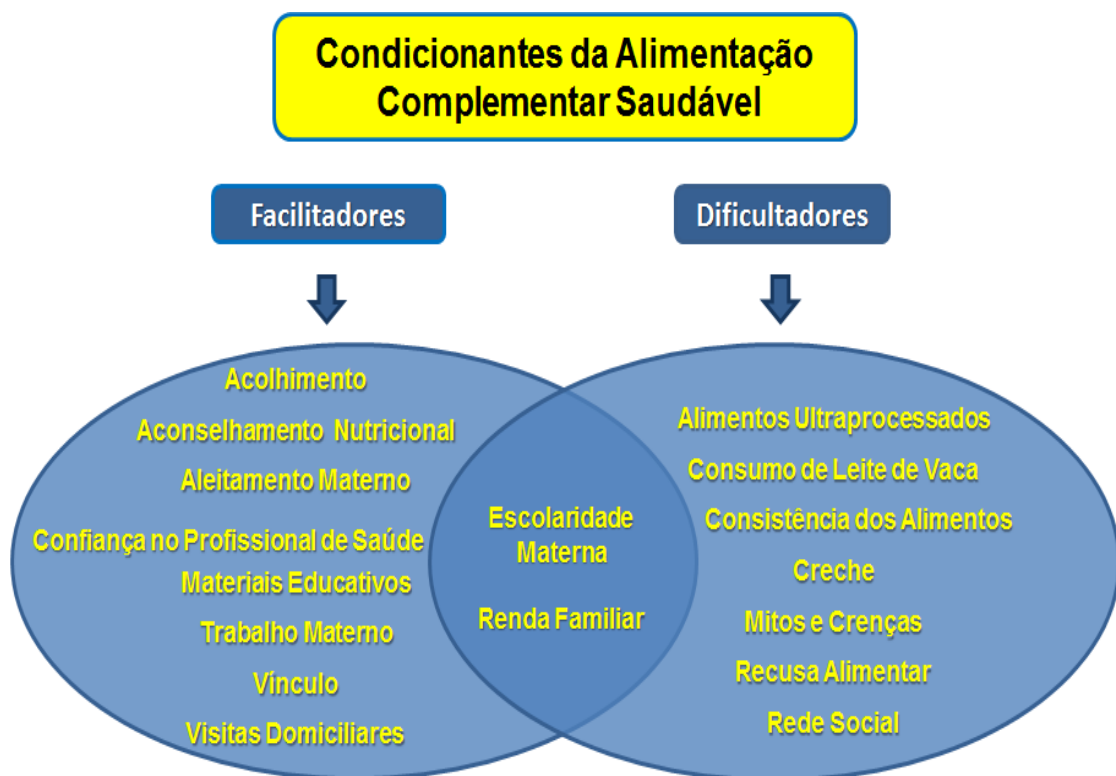 Condicionantes da Alimentação
Complementar Saudável
Facilitadores
Dificultadores
Acolhimento
Aconselhamento Nutricional
Aleitamento Materno
Confiança no Profissional de Saúde
Materiais Educativos
Trabalho Materno
Vínculo
Visitas Domiciliares
Escolaridade
Materna
Renda Familiar
Alimentos Ultraprocessados
Consumo de Leite de Vaca
Consistência dos Alimentos
Creche
Mitos e Crenças
Recusa Alimentar
Rede Social